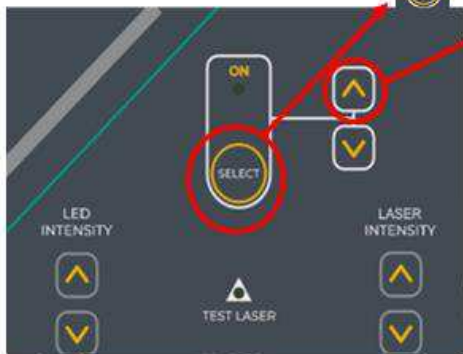 ON
SELECT
LED
INTENSITY
LASER
INTENSITY
TEST LASER